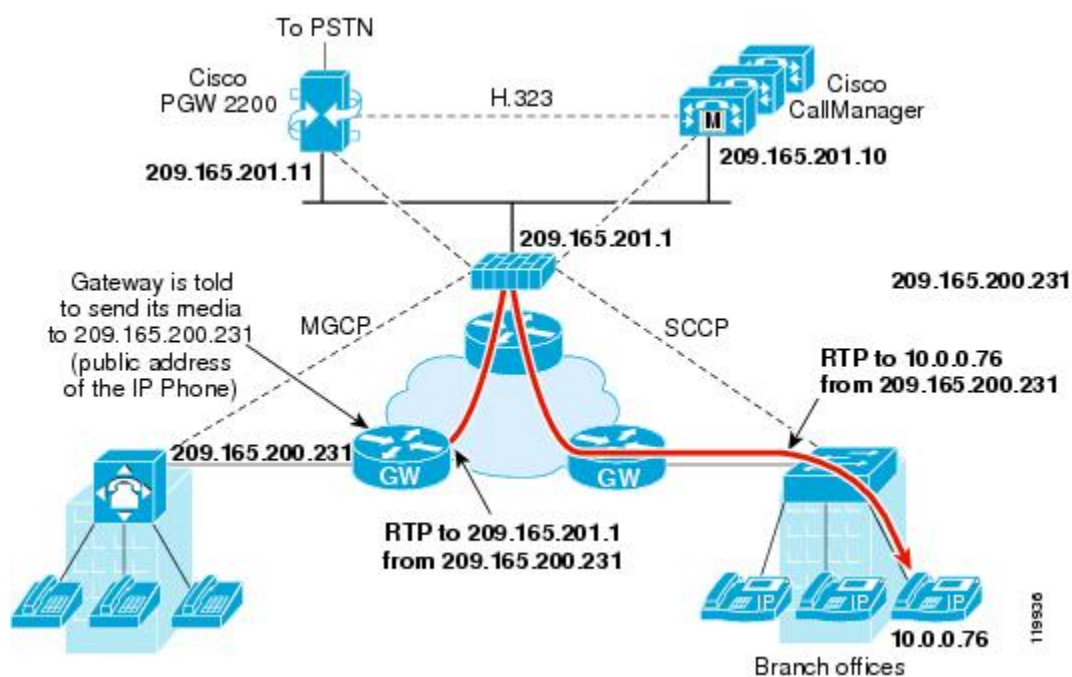 To PSTN
Cisco
PGW 2200
H.323
M
Cisco
CallManager
209.165.201.11
209.165.201.10
209.165.201.1
Gateway is told
to send its media
to 209.165.200.231
(public address
of the IP Phone)
MGCP
SCCP
209.165.200.231
RTP to 10.0.0.76
from 209.165.200.231
209.165.200.231
GW
GW
RTP to 209.165.201.1
from 209.165.200.231
IP
IP
IP
10.0.0.76
Branch offices
119936